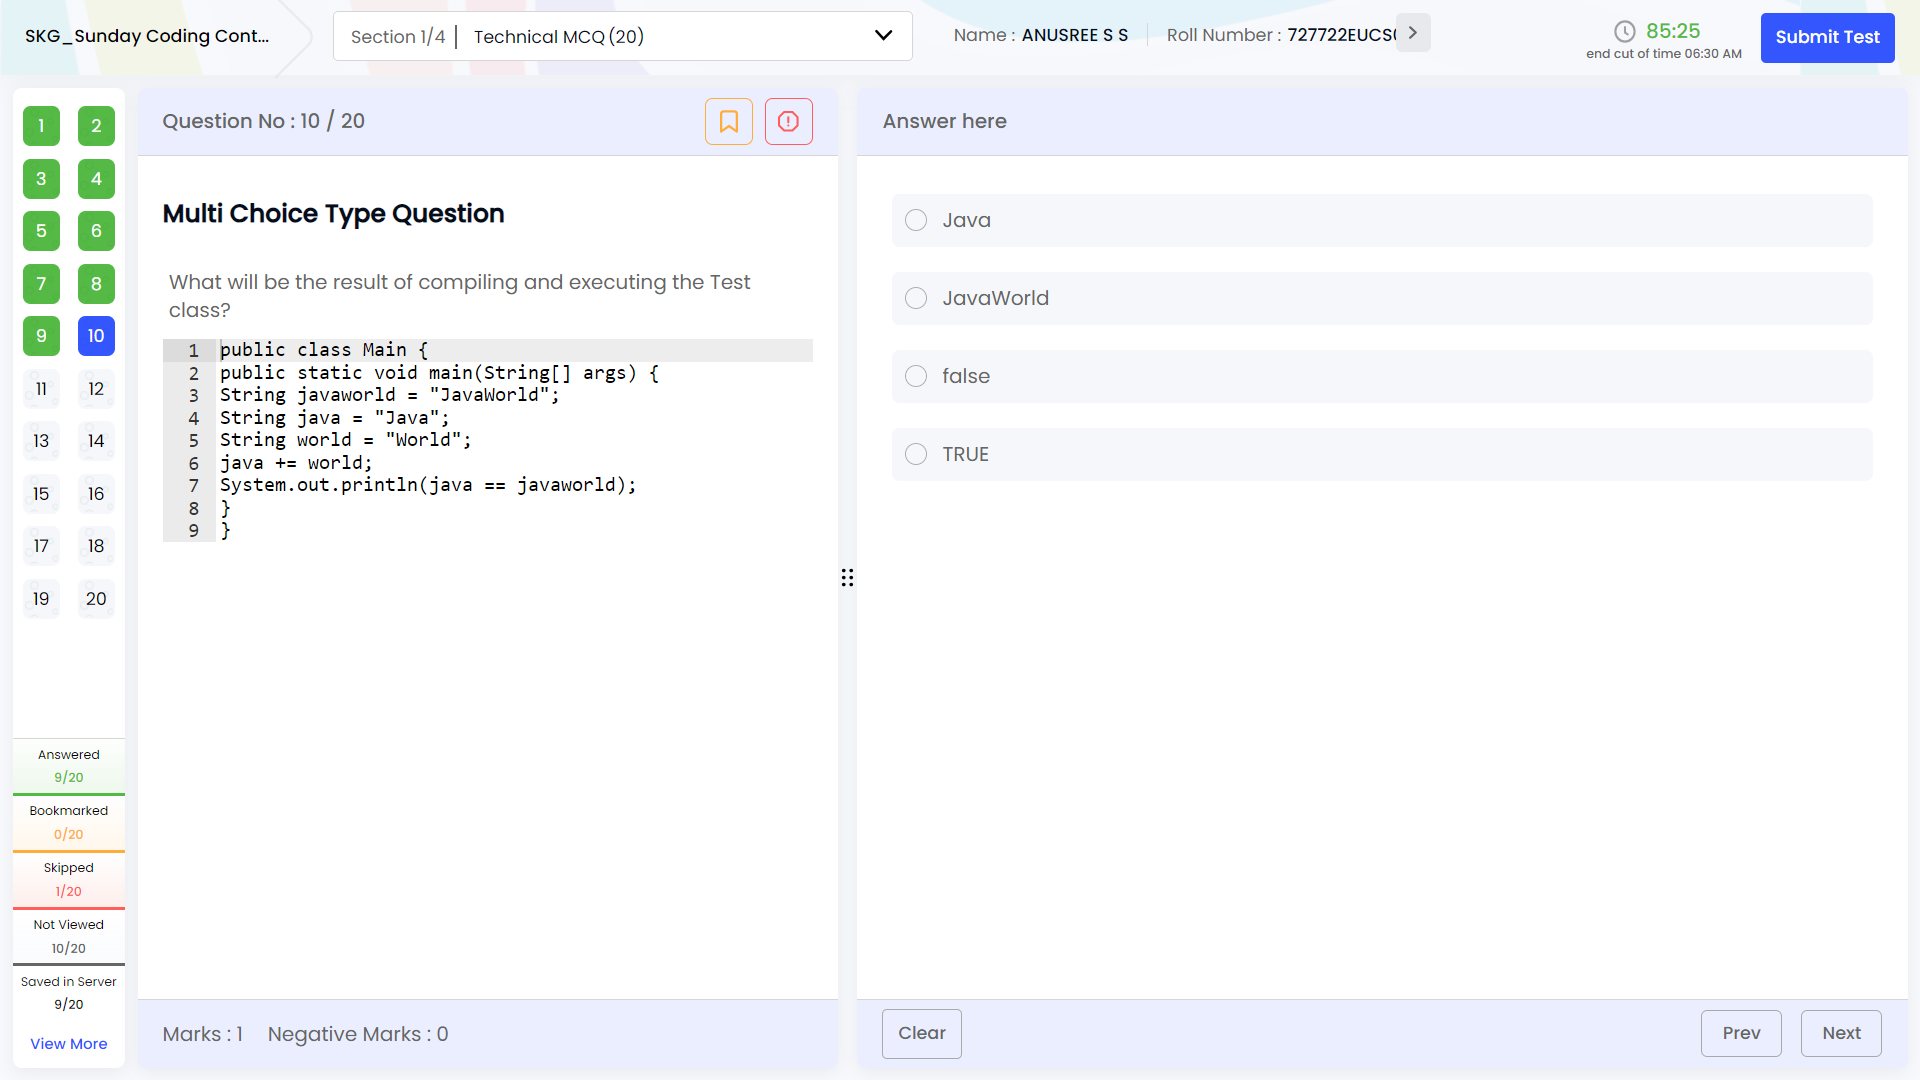 SKG_Sunday Coding Cont...
Section 1/4 | Technical MCQ (20)
Name : ANUSREE S S
Roll Number : 727722EUCS
85:25
end cut of time 06:30 AM
Submit Test
1 2
3 4
5 6
7 8
9 10
11 12
13 14
15 16
17 18
19 20
Answered
9/20
Bookmarked
0/20
Skipped
1/20
Not Viewed
10/20
Saved in Server
9/20
View More
Question No : 10 / 20
Multi Choice Type Question
What will be the result of compiling and executing the Test
class?
1 public class Main {
2 public static void main(String[] args) {
3 String javaworld = "JavaWorld";
4 String java = "Java";
5 String world = "World";
6 java += world;
7 System.out.println(java == javaworld);
8 }
9 }
Marks : 1 Negative Marks : 0
Answer here
Java
JavaWorld
false
TRUE
Clear
Prev
Next